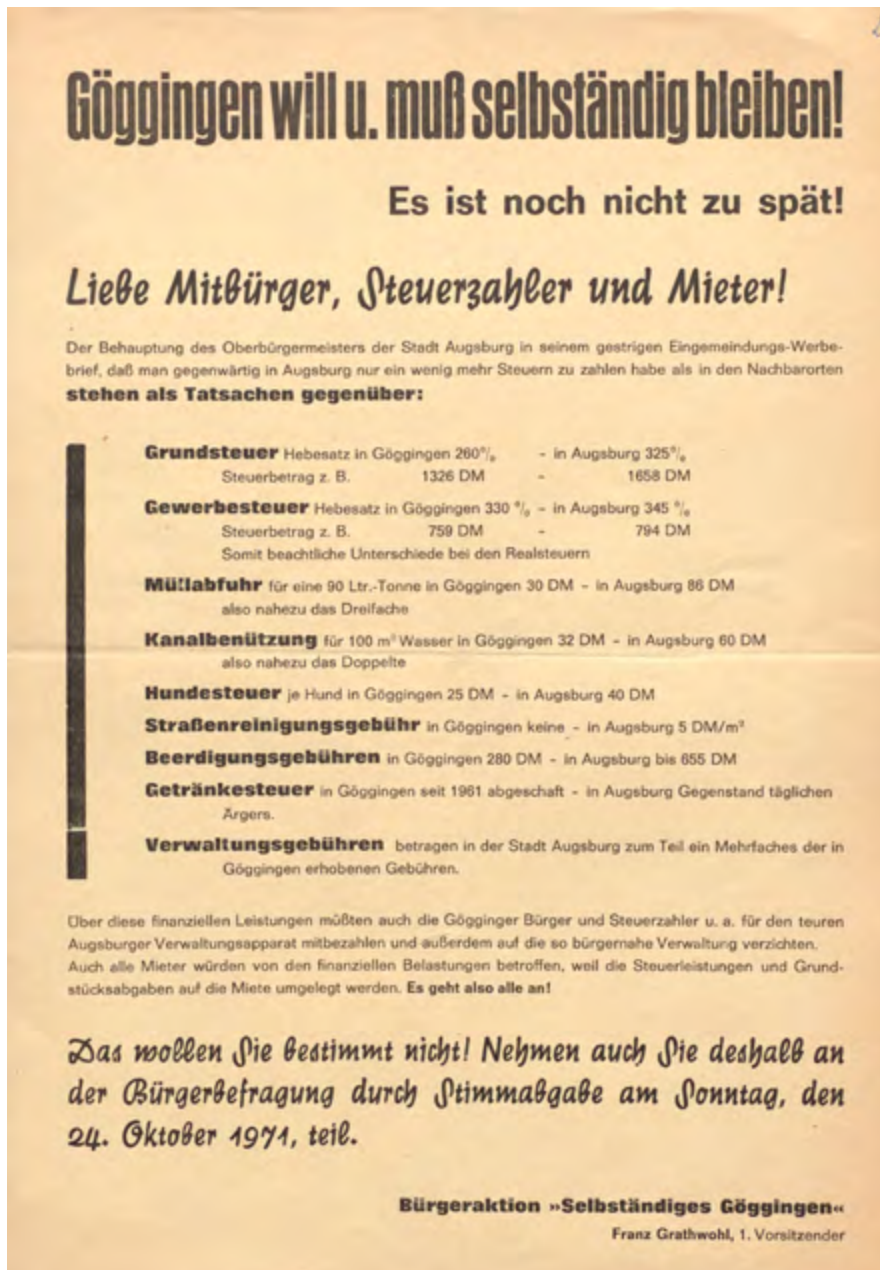 Göggingen will u. muß selbständig bleiben!
Es ist noch nicht zu spät!
Liebe Mitbürger, Steuerzahler und Mieter!
Der Behauptung des Oberbürgermeisters der Stadt Augsburg in seinem gestrigen Eingemeindungs-Werbe-
brief, daß man gegenwärtig in Augsburg nur ein wenig mehr Steuern zu zahlen habe als in den Nachbarorten
stehen als Tatsachen gegenüber:
Grundsteuer Hebesatz in Göggingen 260% - in Augsburg 325%
Steuerbetrag z. B. 1326 DM - 1658 DM
Gewerbesteuer Hebesatz in Göggingen 330 % - in Augsburg 345 %
Steuerbetrag z. B. 759 DM - 794 DM
Somit beachtliche Unterschiede bei den Realsteuern
Müllabfuhr für eine 90 Ltr.-Tonne in Göggingen 30 DM - in Augsburg 86 DM
also nahezu das Dreifache
Kanalbenützung für 100 m³ Wasser in Göggingen 32 DM - in Augsburg 60 DM
also nahezu das Doppelte
Hundesteuer je Hund in Göggingen 25 DM - in Augsburg 40 DM
Straßenreinigungsgebühr in Göggingen keine - in Augsburg 5 DM/m²
Beerdigungsgebühren in Göggingen 280 DM - in Augsburg bis 655 DM
Getränkesteuer in Göggingen seit 1961 abgeschaft - in Augsburg Gegenstand täglichen
Ärgers.
Verwaltungsgebühren betragen in der Stadt Augsburg zum Teil ein Mehrfaches der in
Göggingen erhobenen Gebühren.
Über diese finanziellen Leistungen müßten auch die Gögginger Bürger und Steuerzahler u. a. für den teuren
Augsburger Verwaltungsapparat mitbezahlen und außerdem auf die so bürgernahe Verwaltung verzichten.
Auch alle Mieter würden von den finanziellen Belastungen betroffen, weil die Steuerleistungen und Grund-
stücksabgaben auf die Miete umgelegt werden. Es geht also alle an!
Das wollen Sie bestimmt nicht! Nehmen auch Sie deshalb an
der Bürgerbefragung durch Stimmabgabe am Sonntag, den
24. Oktober 1971, teil.
Bürgeraktion »Selbständiges Göggingen«
Franz Grathwohl, 1. Vorsitzender